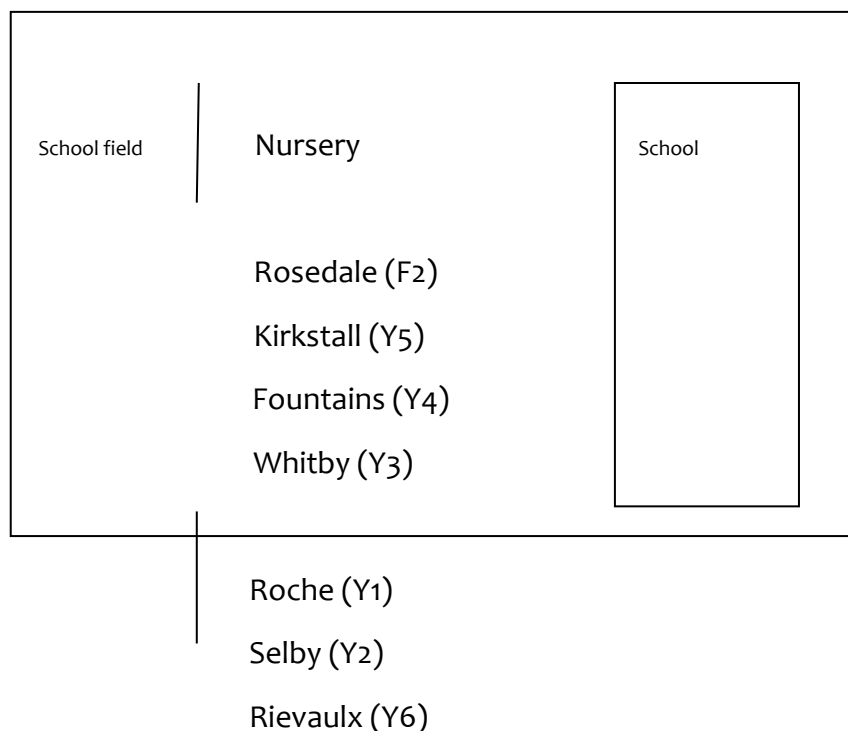 School field
Nursery
School
Rosedale (F2)
Kirkstall (Y5)
Fountains (Y4)
Whitby (Y3)
Roche (Y1)
Selby (Y2)
Rievaulx (Y6)